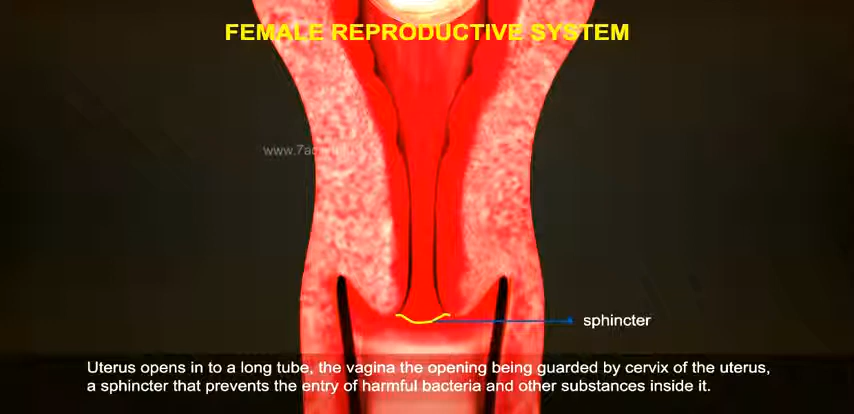 FEMALE REPRODUCTIVE SYSTEM
sphincter
Uterus opens in to a long tube, the vagina the opening being guarded by cervix of the uterus,
a sphincter that prevents the entry of harmful bacteria and other substances inside it.